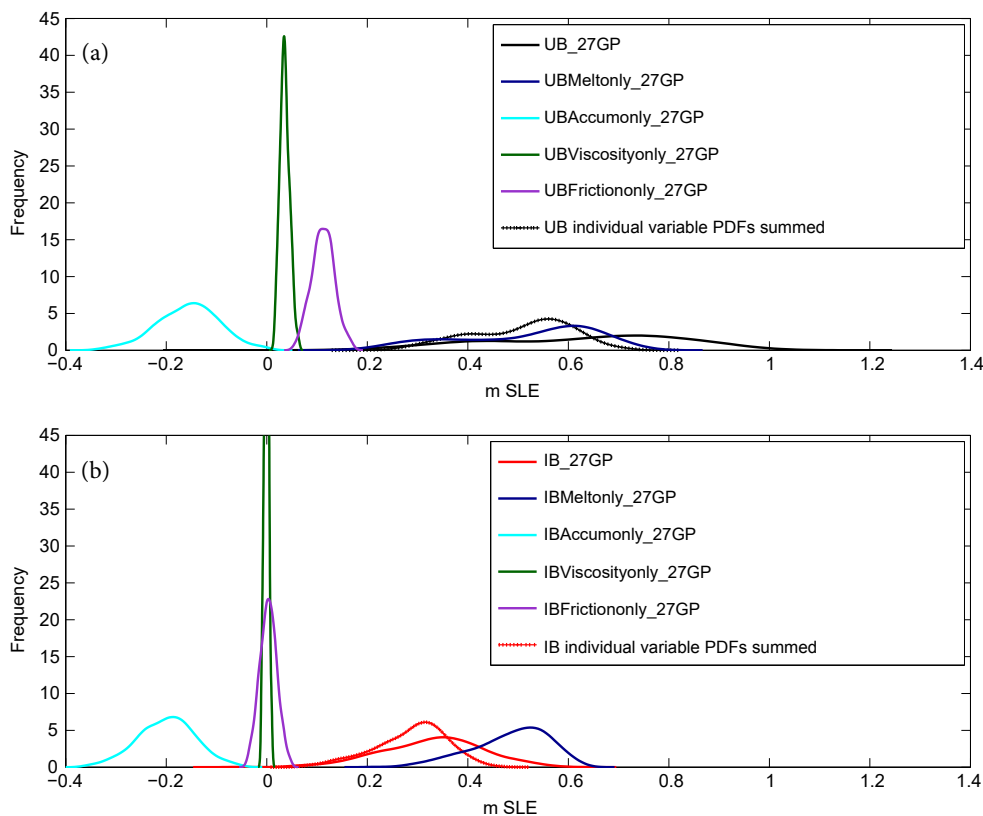 45
40
35
30
25
20
15
10
5
0
Frequency
(a)
UB_27GP
UBMeltonly_27GP
UBAccumonly_27GP
UBViscosityonly_27GP
UBFrictiononly_27GP
UB individual variable PDFs summed
−0.4 −0.2 0 0.2 0.4 0.6 0.8 1 1.2 1.4
m SLE
45
40
35
30
25
20
15
10
5
0
Frequency
(b)
IB_27GP
IBMeltonly_27GP
IBAccumonly_27GP
IBViscosityonly_27GP
IBFrictiononly_27GP
IB individual variable PDFs summed
−0.4 −0.2 0 0.2 0.4 0.6 0.8 1 1.2 1.4
m SLE